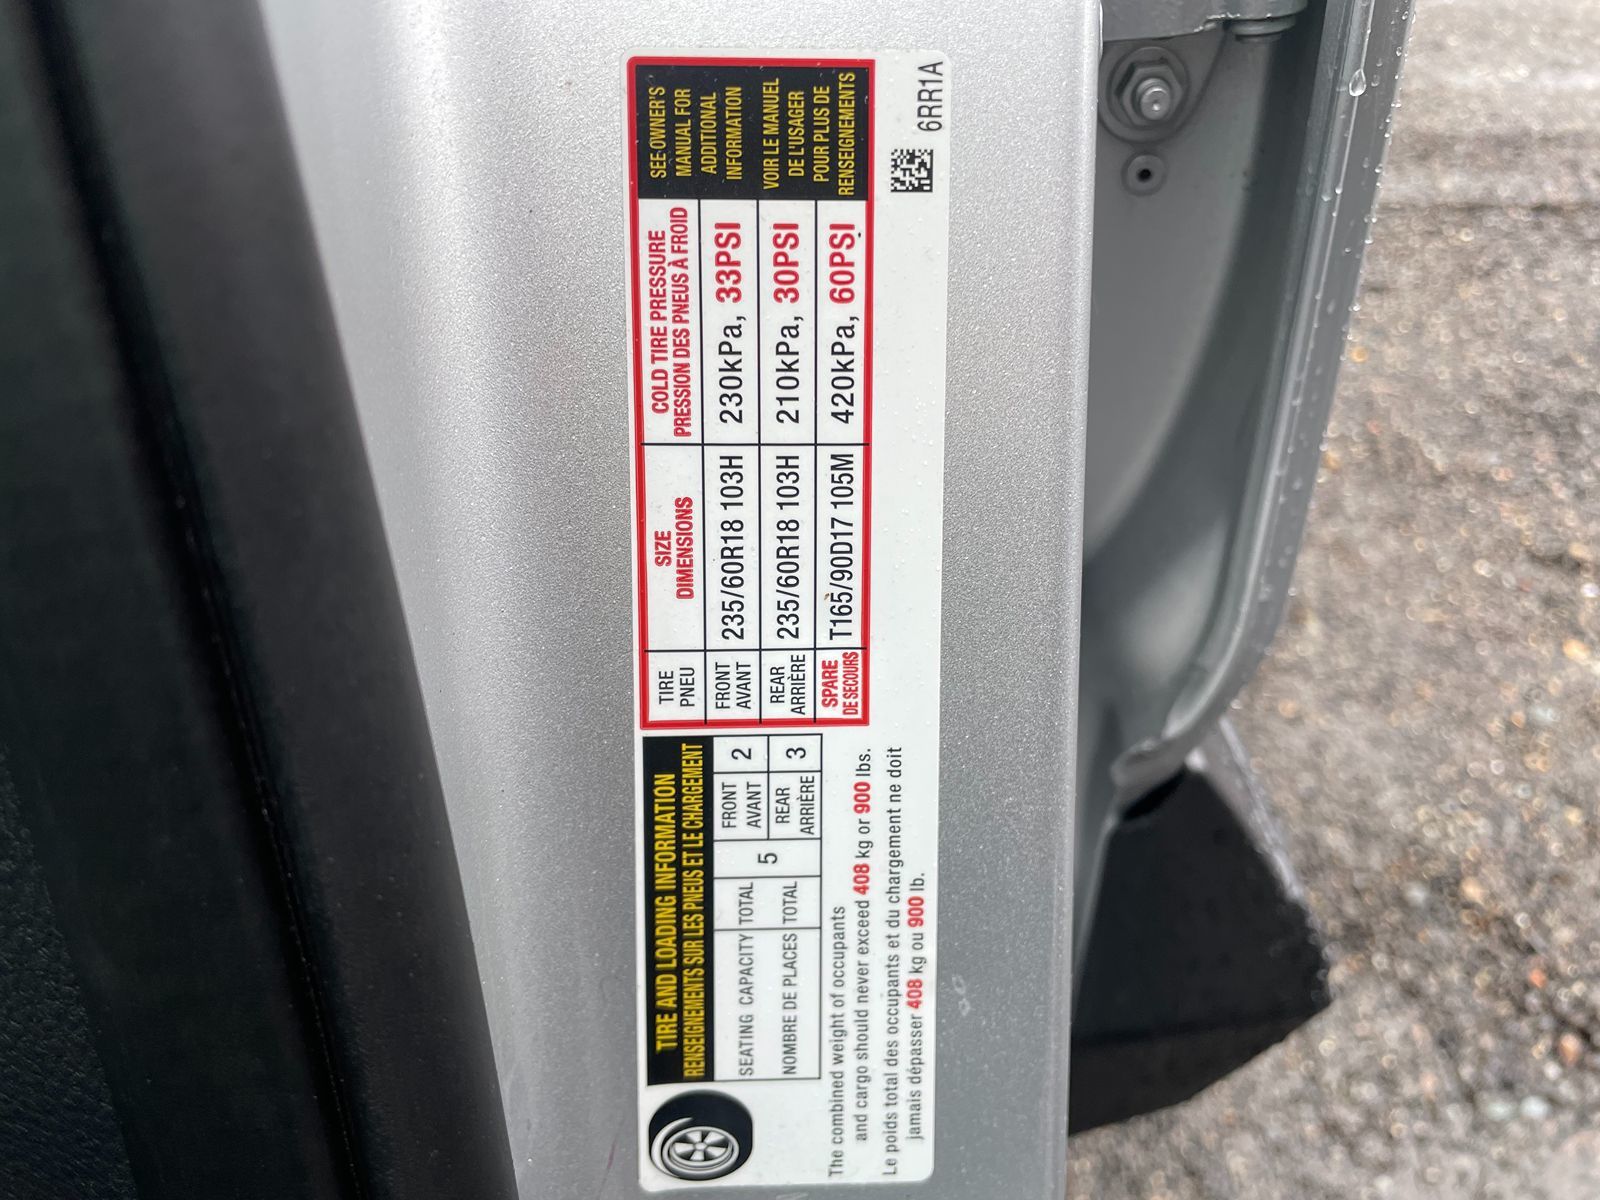 TIRE AND LOADING INFORMATION
RENSEIGNEMENTS SUR LES PNEUS ET LE CHARGEMENT
SEATING CAPACITY
NOMBRE DE PLACES
TOTAL
TOTAL
5
FRONT
AVANT
2
REAR
ARRIÈRE
3
The combined weight of occupants
and cargo should never exceed 408 kg or 900 lbs.
Le poids total des occupants et du chargement ne doit
jamais dépasser 408 kg ou 900 lb.
TIRE
PNEU
SIZE
DIMENSIONS
COLD TIRE PRESSURE
PRESSION DES PNEUS À FROID
FRONT
AVANT
235/60R18 103H
230kPa, 33PSI
REAR
ARRIÈRE
235/60R18 103H
210kPa, 30PSI
SPARE
DE SECOURS
T165/90D17 105M
420kPa, 60PSI
SEE OWNER'S
MANUAL FOR
ADDITIONAL
INFORMATION
VOIR LE MANUEL
DE L'USAGER
POUR PLUS DE
RENSEIGNEMENTS
6RR1A